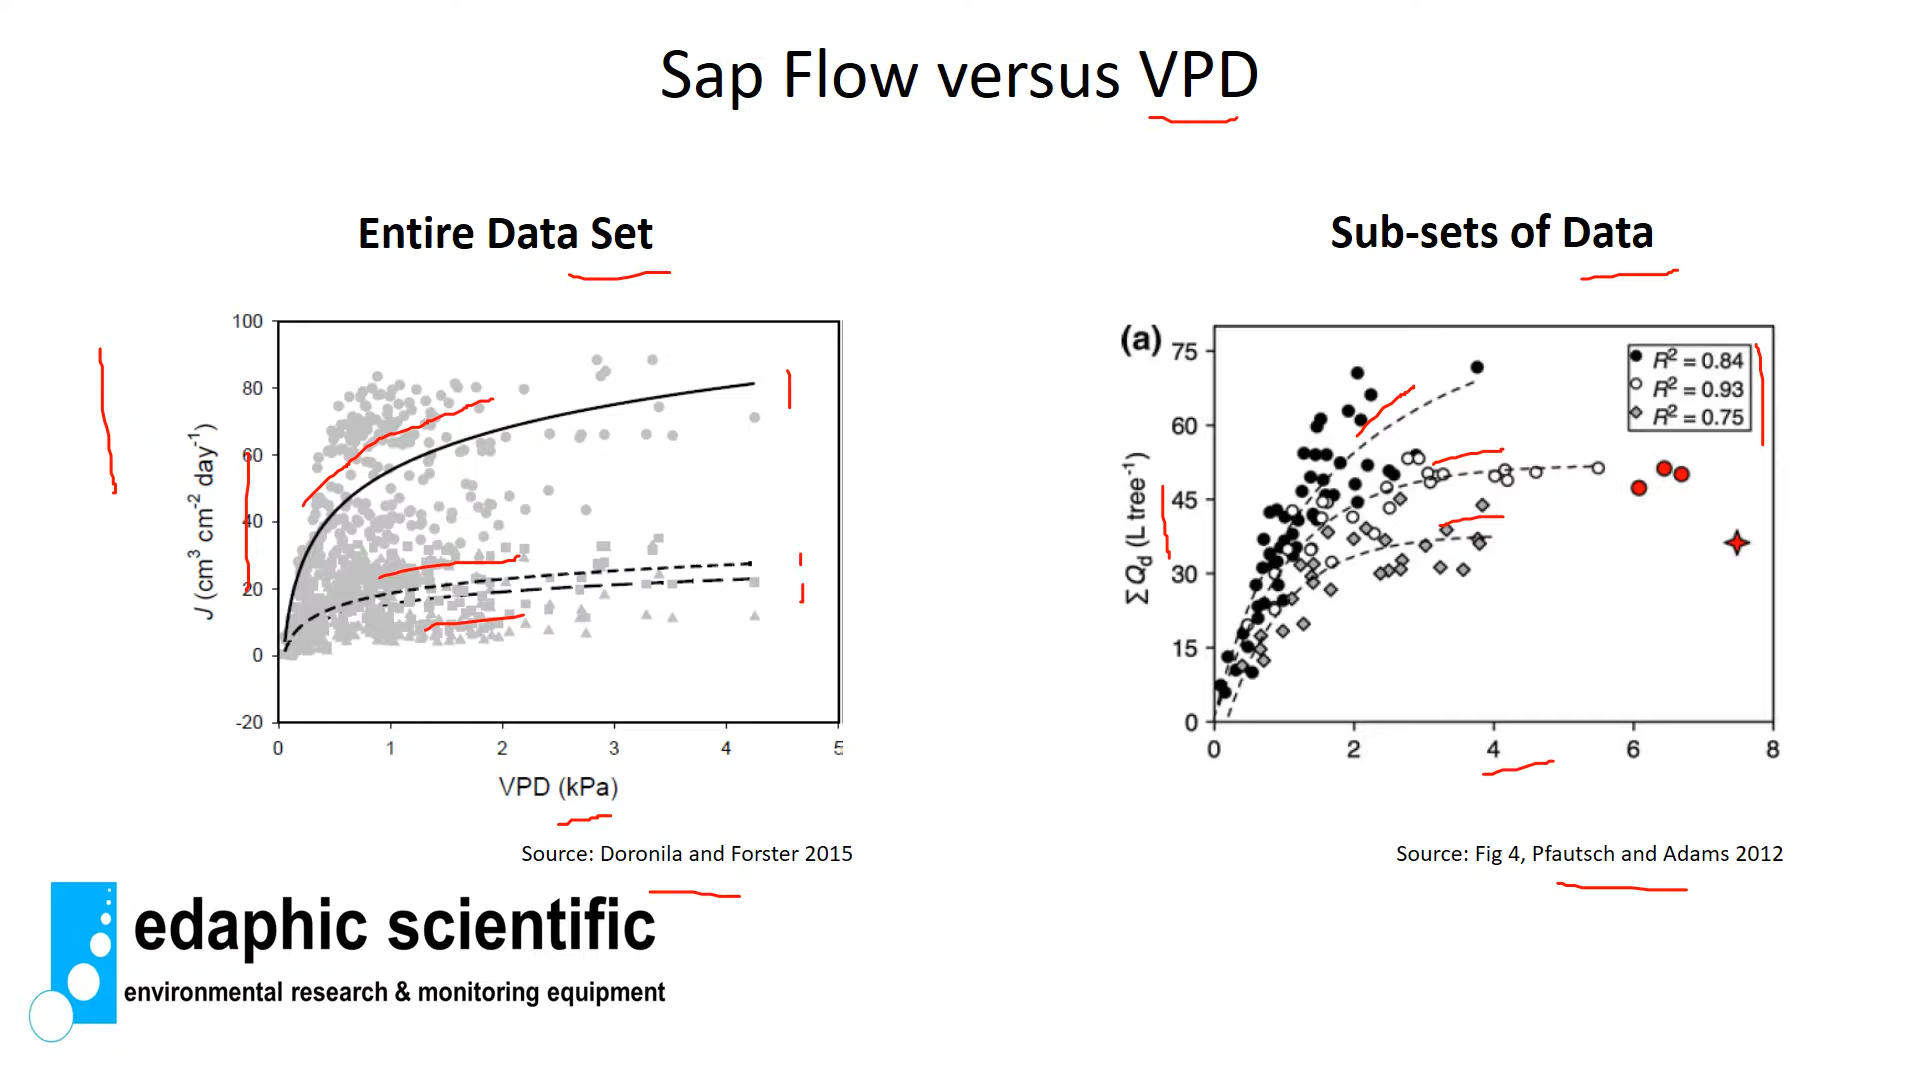 Sap Flow versus VPD
Entire Data Set
100
80
60
40
20
0
-20
J (cm³ cm⁻² day⁻¹)
0 1 2 3 4 5
VPD (kPa)
Source: Doronila and Forster 2015
Sub-sets of Data
(a)
75
60
45
30
15
0
ΣQd (L tree⁻¹)
R² = 0.84
R² = 0.93
R² = 0.75
0 2 4 6 8
Source: Fig 4, Pfautsch and Adams 2012
edaphic scientific
environmental research & monitoring equipment